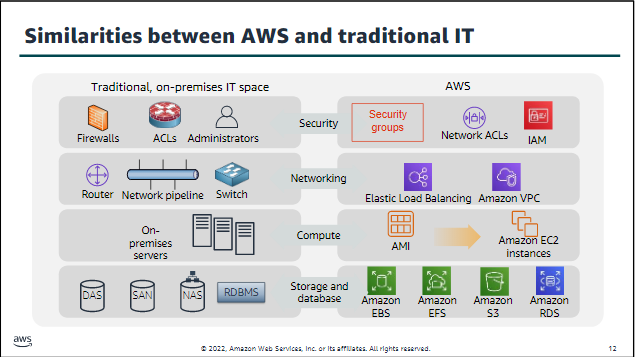 Similarities between AWS and traditional IT
Traditional, on-premises IT space
AWS
Firewalls
ACLs
Administrators
Security
Security
groups
Network ACLs
IAM
Router
Network pipeline
Switch
Networking
Elastic Load Balancing
Amazon VPC
On-
premises
servers
Compute
AMI
Amazon EC2
instances
DAS
SAN
NAS
RDBMS
Storage and
database
Amazon
EBS
Amazon
EFS
Amazon
S3
Amazon
RDS
aws
© 2022, Amazon Web Services, Inc. or its affiliates. All rights reserved.
12